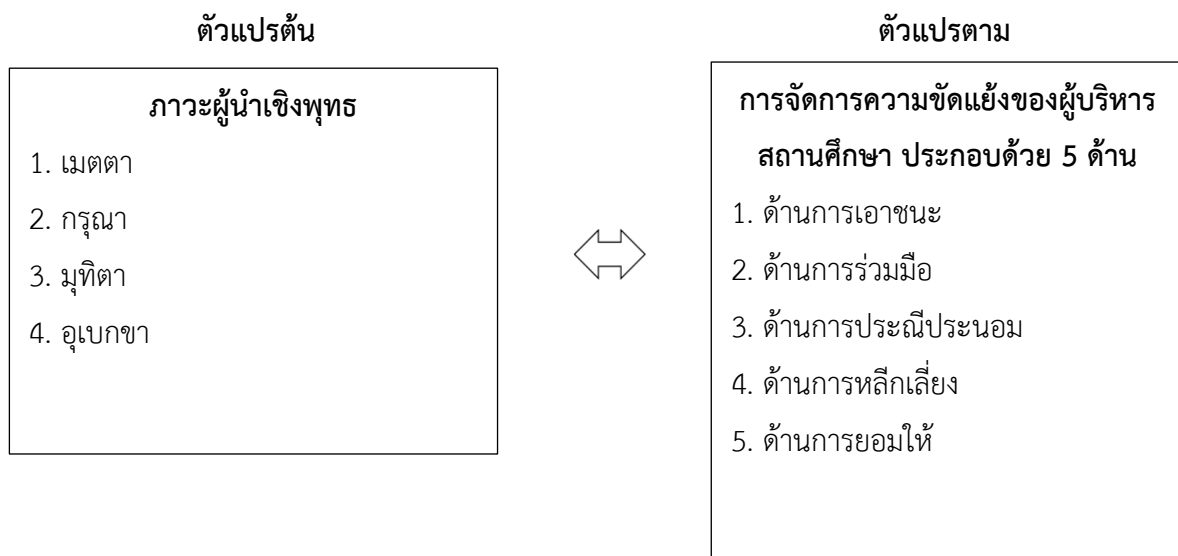 ตัวแปรต้น
ภาวะผู้นำเชิงพุทธ
1. เมตตา
2. กรุณา
3. มุทิตา
4. อุเบกขา
ตัวแปรตาม
การจัดการความขัดแย้งของผู้บริหาร
สถานศึกษา ประกอบด้วย 5 ด้าน
1. ด้านการเอาชนะ
2. ด้านการร่วมมือ
3. ด้านการประณีประนอม
4. ด้านการหลีกเลี่ยง
5. ด้านการยอมให้